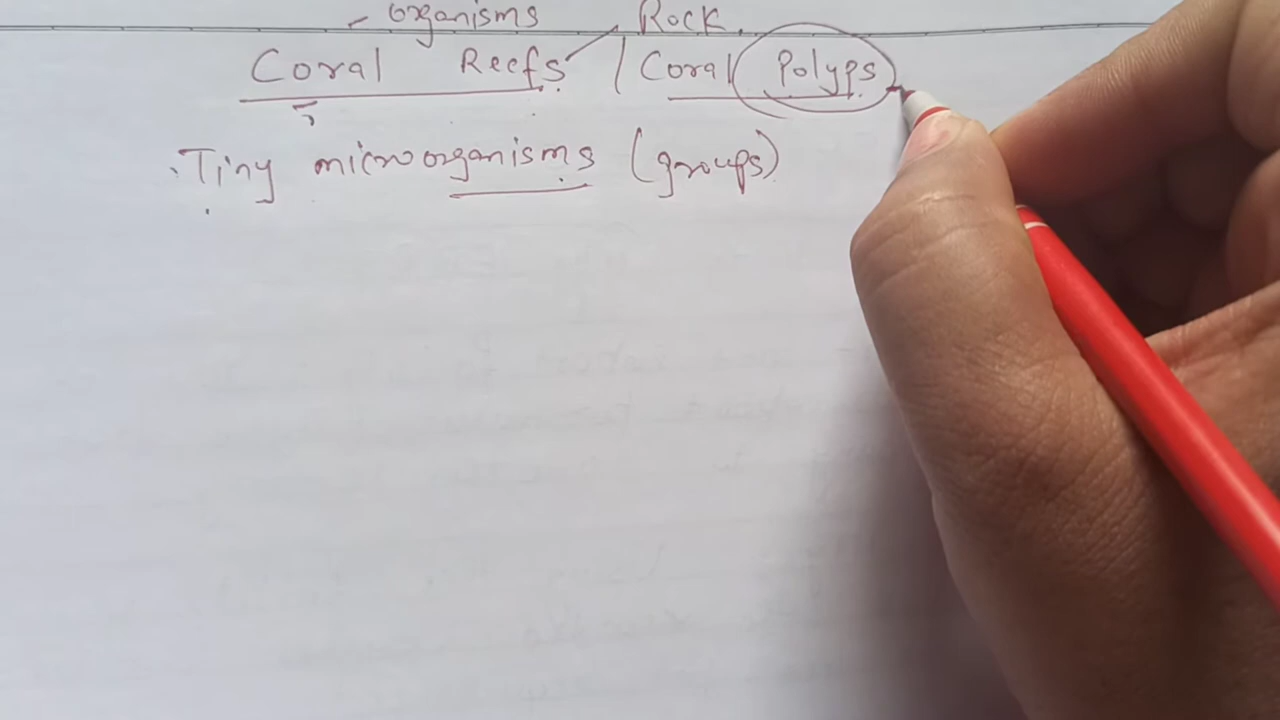 - organisms Rock.
Coral Reefs / Coral Polyps
. Tiny microorganisms (groups)